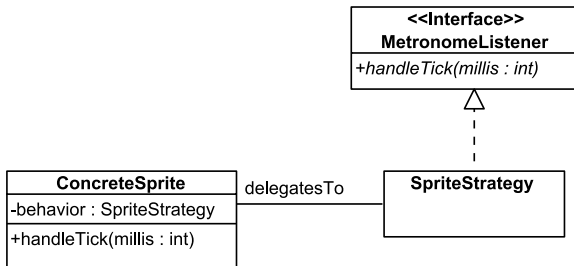 <<Interface>>
MetronomeListener
+handleTick(millis : int)
ConcreteSprite
-behavior : SpriteStrategy
+handleTick(millis : int)
delegatesTo
SpriteStrategy